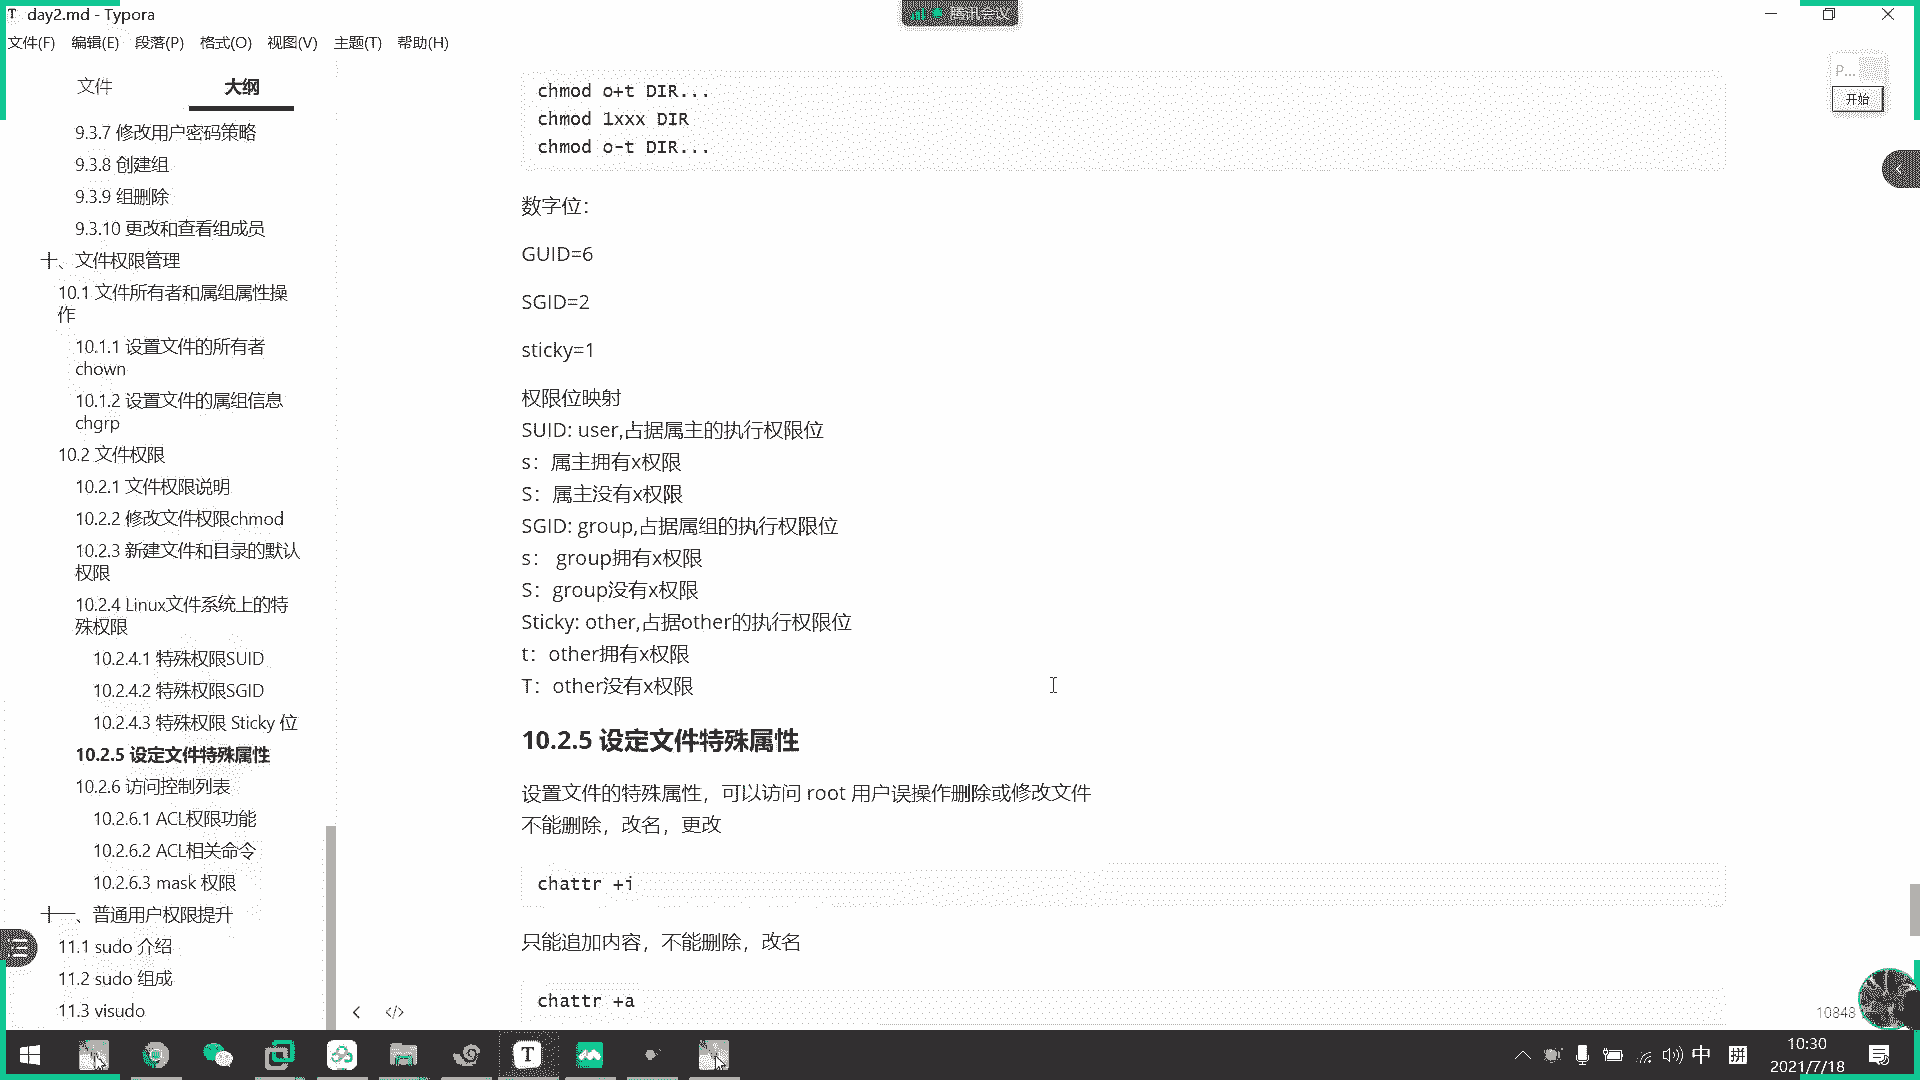 day2.md - Typora
腾讯会议
文件(F) 编辑(E) 段落(P) 格式(O) 视图(V) 主题(T) 帮助(H)
文件 大纲
9.3.7 修改用户密码策略
9.3.8 创建组
9.3.9 组删除
9.3.10 更改和查看组成员
十、文件权限管理
10.1 文件所有者和属组属性操
作
10.1.1 设置文件的所有者
chown
10.1.2 设置文件的属组信息
chgrp
10.2 文件权限
10.2.1 文件权限说明
10.2.2 修改文件权限chmod
10.2.3 新建文件和目录的默认
权限
10.2.4 Linux文件系统上的特
殊权限
10.2.4.1 特殊权限SUID
10.2.4.2 特殊权限SGID
10.2.4.3 特殊权限 Sticky 位
10.2.5 设定文件特殊属性
10.2.6 访问控制列表
10.2.6.1 ACL权限功能
10.2.6.2 ACL相关命令
10.2.6.3 mask 权限
十一、普通用户权限提升
11.1 sudo 介绍
11.2 sudo 组成
11.3 visudo
chmod o+t DIR...
chmod 1xxx DIR
chmod o-t DIR...
数字位：
GUID=6
SGID=2
sticky=1
权限位映射
SUID: user,占据属主的执行权限位
s：属主拥有x权限
S：属主没有x权限
SGID: group,占据属组的执行权限位
s： group拥有x权限
S：group没有x权限
Sticky: other,占据other的执行权限位
t：other拥有x权限
T：other没有x权限
10.2.5 设定文件特殊属性
设置文件的特殊属性，可以访问 root 用户误操作删除或修改文件
不能删除，改名，更改
chattr +i
只能追加内容，不能删除，改名
chattr +a
P...
开始
10848
中
拼
10:30
2021/7/18